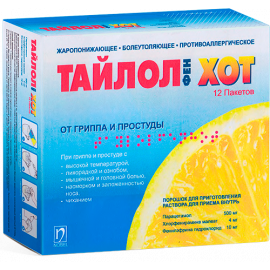 ЖАРОПОНИЖАЮЩЕЕ • БОЛЕУТОЛЯЮЩЕЕ • ПРОТИВОАЛЛЕРГИЧЕСКОЕ
ТАЙЛОЛФЕН ХОТ
12 Пакетов
ОТ ГРИППА И ПРОСТУДЫ
При гриппе и простуде с
• высокой температурой,
• лихорадкой и ознобом,
• мышечной и головной болью,
• насморком и заложенностью
носа,
• чиханием
ПОРОШОК ДЛЯ ПРИГОТОВЛЕНИЯ
РАСТВОРА ДЛЯ ПРИЕМА ВНУТРЬ
Парацетамол 500 мг
Хлорфенирамина малеат 4 мг
Фенилэфрина гидрохлорид 10 мг
NOBEL